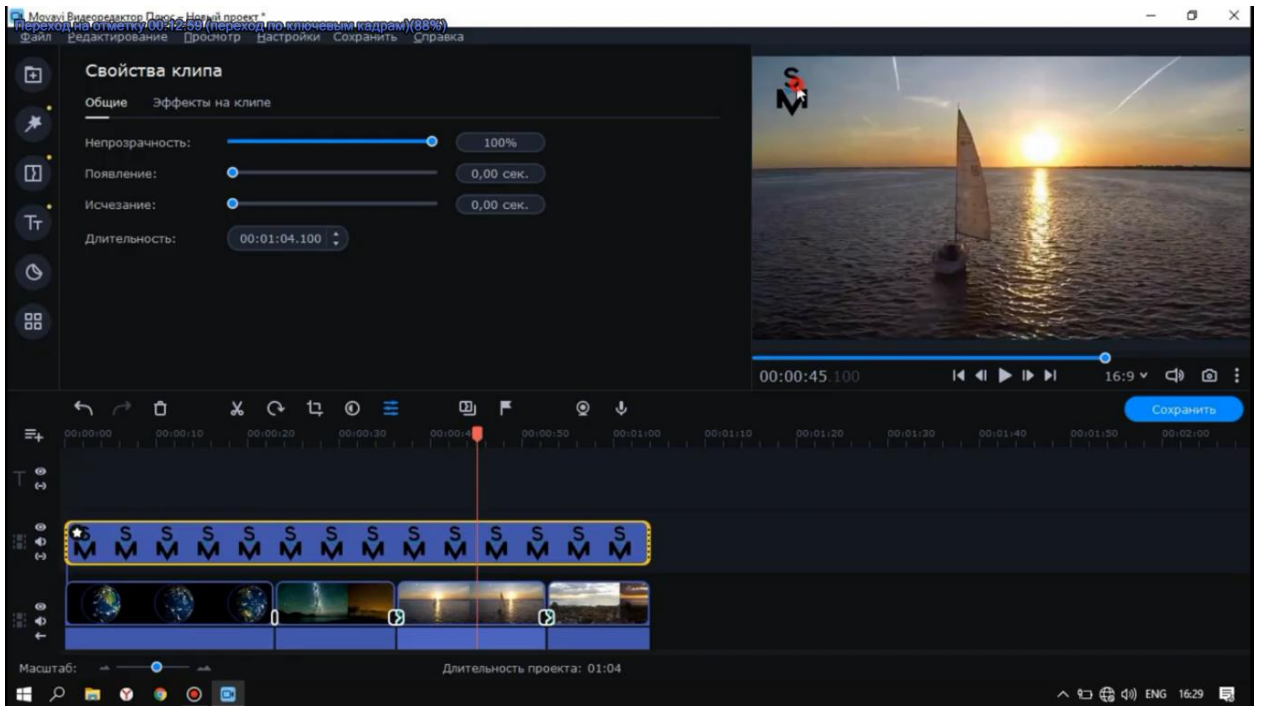 Movavi Видеоредактор Плюс – Новый проект *
Переход на отметку 00:12:59 (переход по ключевым кадрам)(88%)
Файл Редактирование Просмотр Настройки Сохранить Справка
Свойства клипа
Общие Эффекты на клипе
Непрозрачность: 100%
Появление: 0,00 сек.
Исчезание: 0,00 сек.
Длительность: 00:01:04.100
S
M
00:00:45.100 16:9
Сохранить
00:00:00 00:00:10 00:00:20 00:00:30 00:00:4 00:00:50 00:01:00 00:01:10 00:01:20 00:01:30 00:01:40 00:01:50 00:02:00
S S S S S S S S S S S S S S
M M M M M M M M M M M M M M
Масштаб: Длительность проекта: 01:04
ENG 16:29